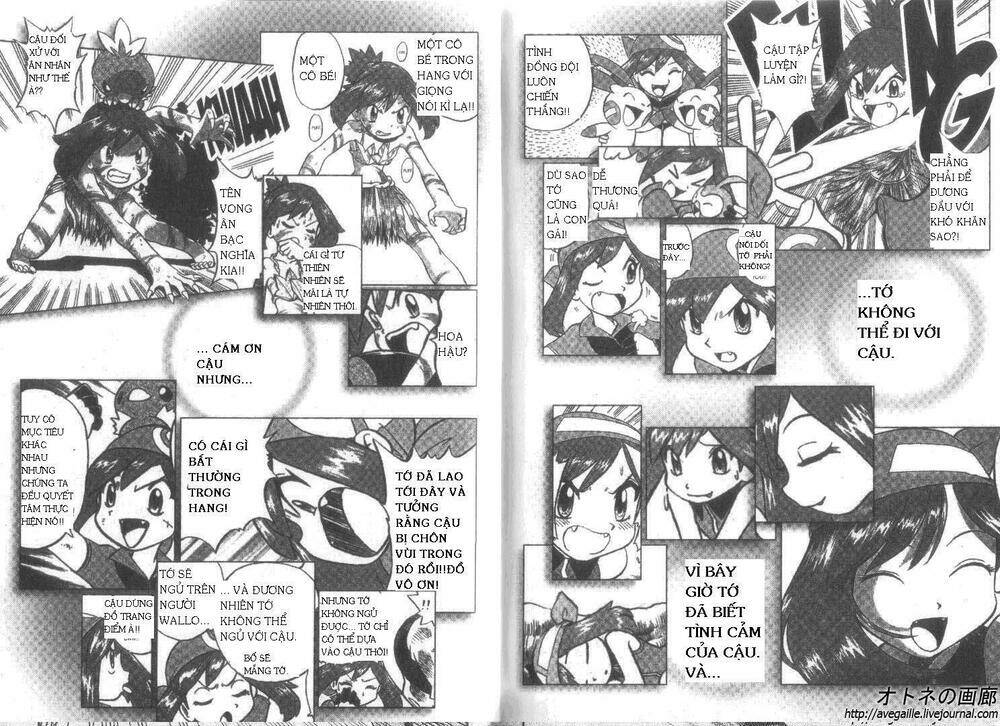 CẬU TẬP
LUYỆN
LÀM GÌ?!
TÌNH
ĐỒNG ĐỘI
LUÔN
CHIẾN
THẮNG!!
CHẲNG
PHẢI ĐỂ
ĐƯƠNG
ĐẦU VỚI
KHÓ KHĂN
SAO?!
DỄ
THƯƠNG
QUÁ!
DÙ SAO
TỚ
CŨNG
LÀ CON
GÁI!
CẬU
NÓI DỐI
TỚ PHẢI
KHÔNG?
TRƯỚC
ĐÂY...
...TỚ
KHÔNG
THỂ ĐI VỚI
CẬU.
VÌ BÂY
GIỜ TỚ
ĐÃ BIẾT
TÌNH CẢM
CỦA CẬU.
VÀ...
MỘT CÔ
BÉ TRONG
HANG VỚI
GIỌNG
NÓI KÌ LẠ!
MỘT
CÔ BÉ!
CẬU ĐỐI
XỬ VỚI
ÂN NHÂN
NHƯ THẾ
À??
TÊN
VONG
ÂN
BẠC
NGHĨA
KIA!!
CÁI GÌ TỰ
THIÊN
NHIÊN SẼ
MÃI LÀ TỰ
NHIÊN THÔI.
HOA
HẬU?
... CÁM ƠN
CẬU
NHƯNG...
CÓ CÁI GÌ
BẤT
THƯỜNG
TRONG
HANG!
TỚ ĐÃ LAO
TỚI ĐÂY VÀ
TƯỞNG
RẰNG CẬU
BỊ CHÔN
VÙI TRONG
ĐÓ RỒI!!!ĐỒ
VÔ ƠN!
TUY CÓ
MỤC TIÊU
KHÁC
NHAU
NHƯNG
CHÚNG TA
ĐỀU QUYẾT
TÂM THỰC
HIỆN NÓ!!
!!
NHƯNG TỚ
KHÔNG NGỦ
ĐƯỢC... TỚ CHỈ
CÓ THỂ DỰA
VÀO CẬU THÔI!
... VÀ ĐƯƠNG
NHIÊN TỚ
KHÔNG THỂ
NGỦ VỚI CẬU.
BỐ SẼ
MẮNG TỚ.
TỚ SẼ
NGỦ TRÊN
NGƯỜI
WALLO...
CẬU DÙNG
ĐỒ TRANG
ĐIỂM À!!
オトネの画廊
http://avegaille.livejournal.com/